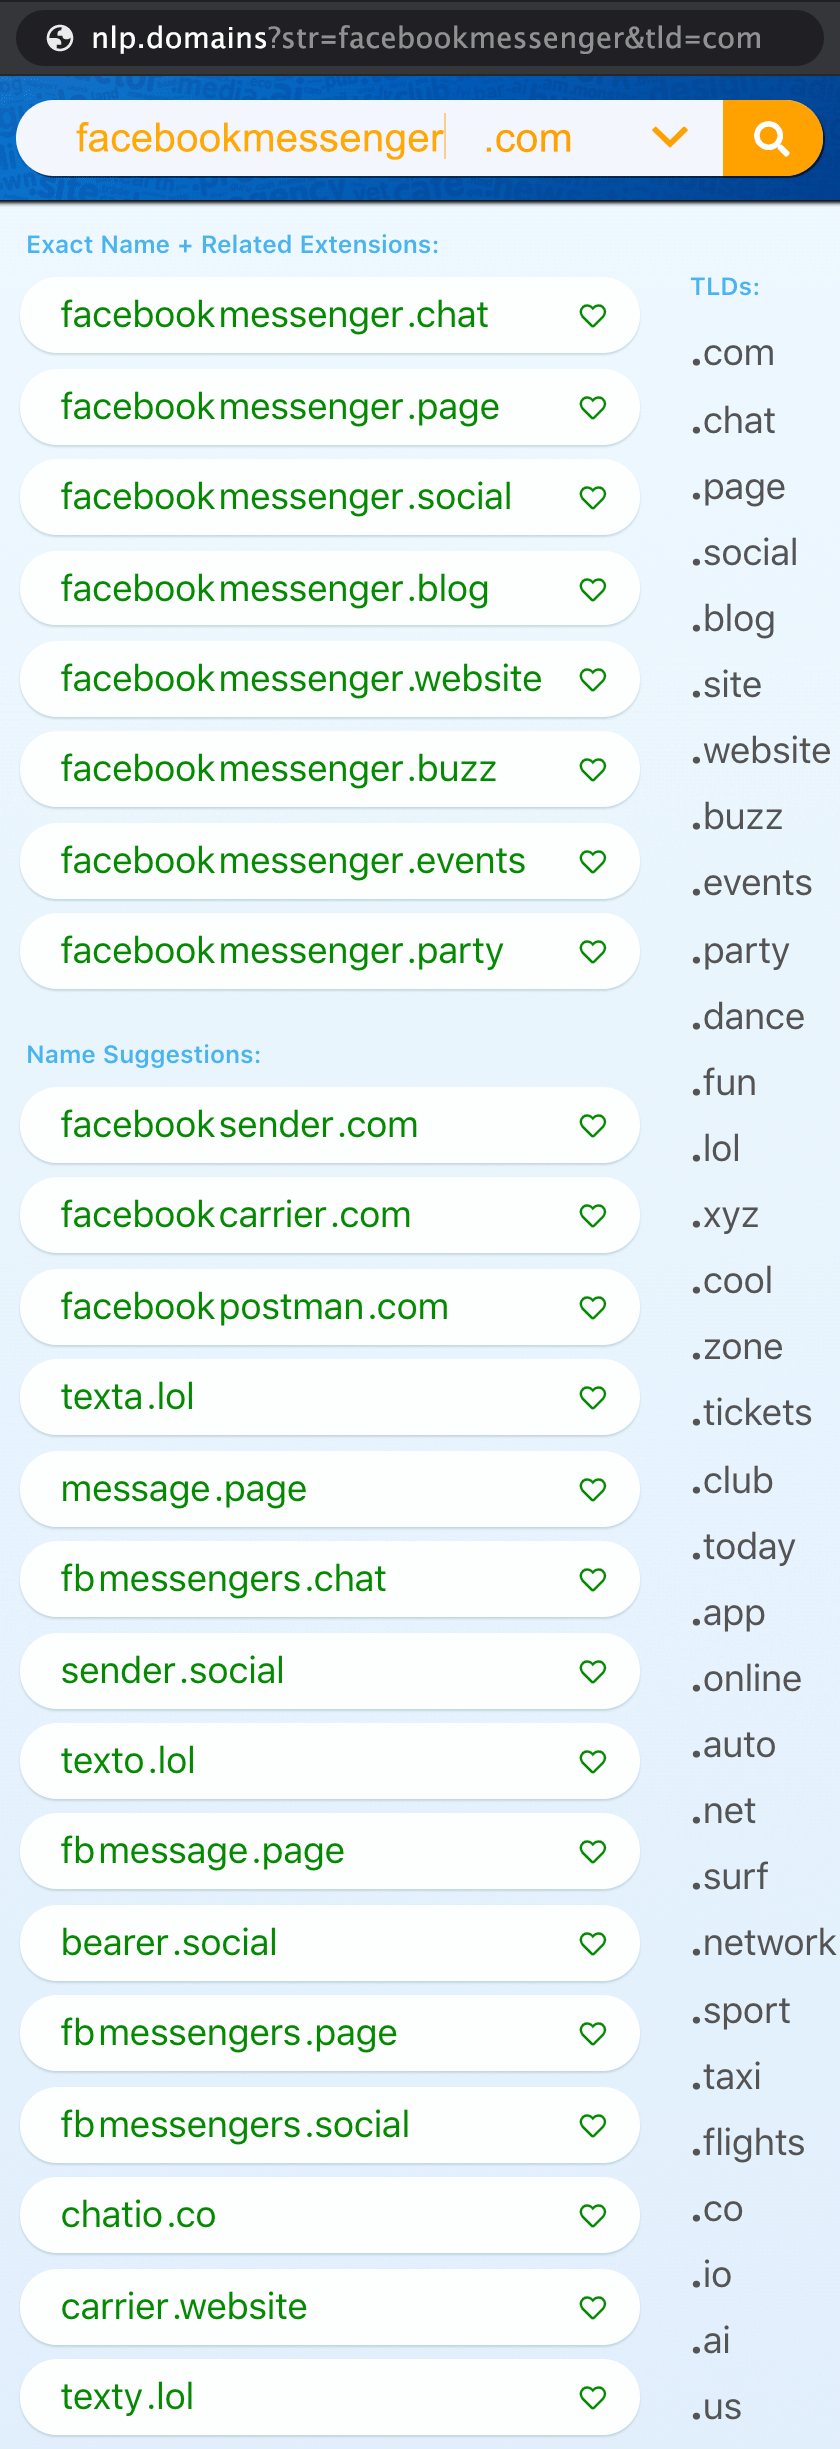 nlp.domains?str=facebookmessenger&tld=com
facebookmessenger .com
Exact Name + Related Extensions:
facebookmessenger.chat
facebookmessenger.page
facebookmessenger.social
facebookmessenger.blog
facebookmessenger.website
facebookmessenger.buzz
facebookmessenger.events
facebookmessenger.party
Name Suggestions:
facebooksender.com
facebookcarrier.com
facebookpostman.com
texta.lol
message.page
fbmessengers.chat
sender.social
texto.lol
fbmessage.page
bearer.social
fbmessengers.page
fbmessengers.social
chatio.co
carrier.website
texty.lol
TLDs:
.com
.chat
.page
.social
.blog
.site
.website
.buzz
.events
.party
.dance
.fun
.lol
.xyz
.cool
.zone
.tickets
.club
.today
.app
.online
.auto
.net
.surf
.network
.sport
.taxi
.flights
.co
.io
.ai
.us